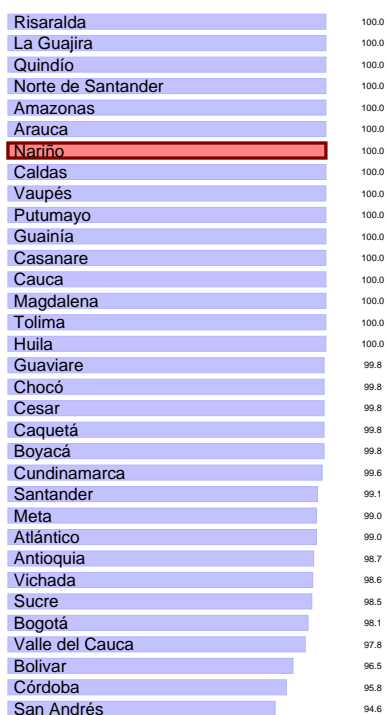 Risaralda 100.0
La Guajira 100.0
Quindío 100.0
Norte de Santander 100.0
Amazonas 100.0
Arauca 100.0
Nariño 100.0
Caldas 100.0
Vaupés 100.0
Putumayo 100.0
Guainía 100.0
Casanare 100.0
Cauca 100.0
Magdalena 100.0
Tolima 100.0
Huila 100.0
Guaviare 99.8
Chocó 99.8
Cesar 99.8
Caquetá 99.8
Boyacá 99.8
Cundinamarca 99.6
Santander 99.1
Meta 99.0
Atlántico 99.0
Antioquia 98.7
Vichada 98.6
Sucre 98.5
Bogotá 98.1
Valle del Cauca 97.8
Bolivar 96.5
Córdoba 95.8
San Andrés 94.6